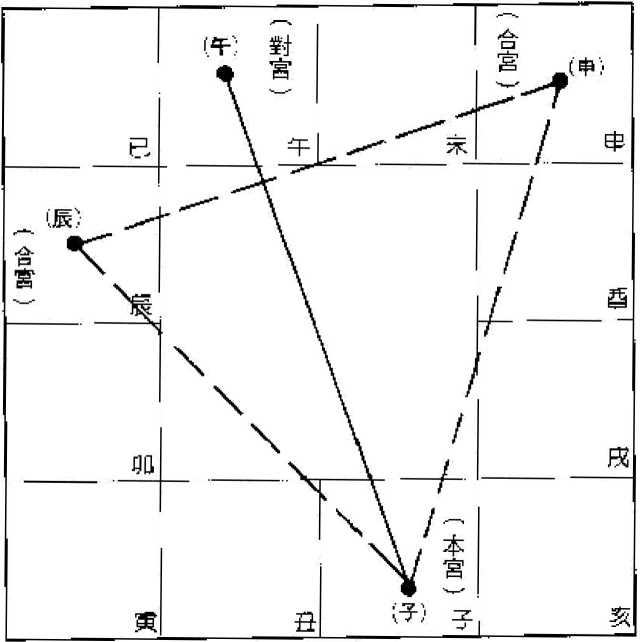 (午)
(對宮)
(合宮)
(申)
巳
午
未
申
(辰)
(合宮)
辰
酉
卯
戌
(本宮)
(子)
寅
丑
子
亥